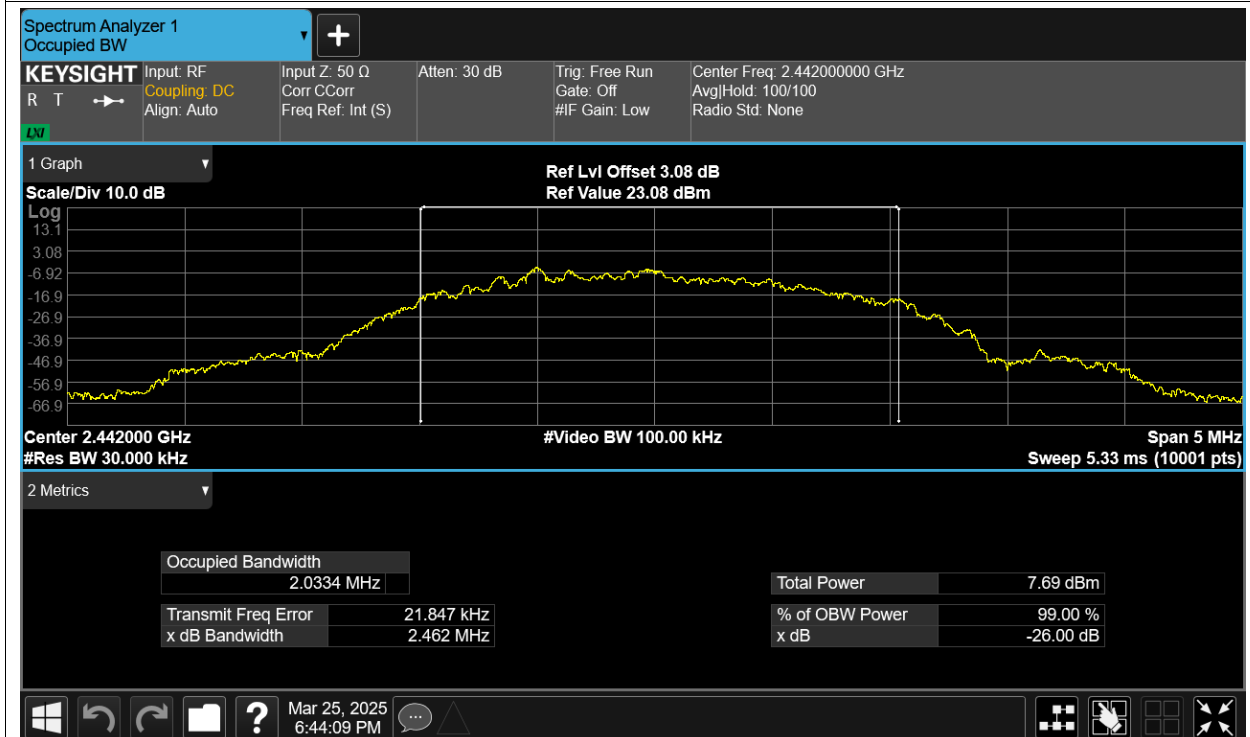 Spectrum Analyzer 1
Occupied BW
+
KEYSIGHT
R T
LXI
Input: RF
Coupling: DC
Align: Auto
Input Z: 50 Ω
Corr CCorr
Freq Ref: Int (S)
Atten: 30 dB
Trig: Free Run
Gate: Off
#IF Gain: Low
Center Freq: 2.442000000 GHz
Avg|Hold: 100/100
Radio Std: None
1 Graph
Scale/Div 10.0 dB
Ref Lvl Offset 3.08 dB
Ref Value 23.08 dBm
Log
13.1
3.08
-6.92
-16.9
-26.9
-36.9
-46.9
-56.9
-66.9
Center 2.442000 GHz
#Video BW 100.00 kHz
Span 5 MHz
#Res BW 30.000 kHz
Sweep 5.33 ms (10001 pts)
2 Metrics
Occupied Bandwidth
2.0334 MHz
Transmit Freq Error 21.847 kHz
x dB Bandwidth 2.462 MHz
Total Power 7.69 dBm
% of OBW Power 99.00 %
x dB -26.00 dB
?
Mar 25, 2025
6:44:09 PM